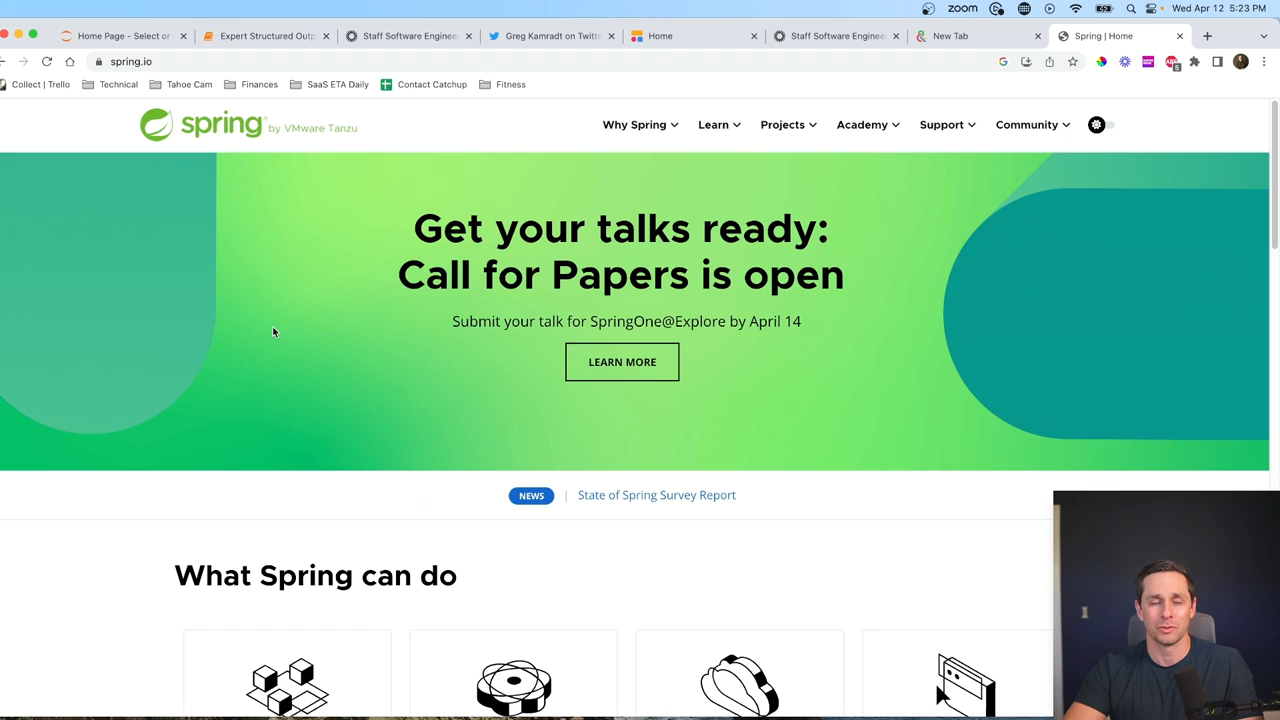 zoom
Wed Apr 12 5:23 PM
Home Page - Select or
Expert Structured Outp
Staff Software Enginee
Greg Kamradt on Twitte
Home
Staff Software Enginee
New Tab
Spring | Home
spring.io
5
Collect | Trello
Technical
Tahoe Cam
Finances
SaaS ETA Daily
Contact Catchup
Fitness
spring by VMware Tanzu
Why Spring
Learn
Projects
Academy
Support
Community
Get your talks ready:
Call for Papers is open
Submit your talk for SpringOne@Explore by April 14
LEARN MORE
NEWS | State of Spring Survey Report
What Spring can do